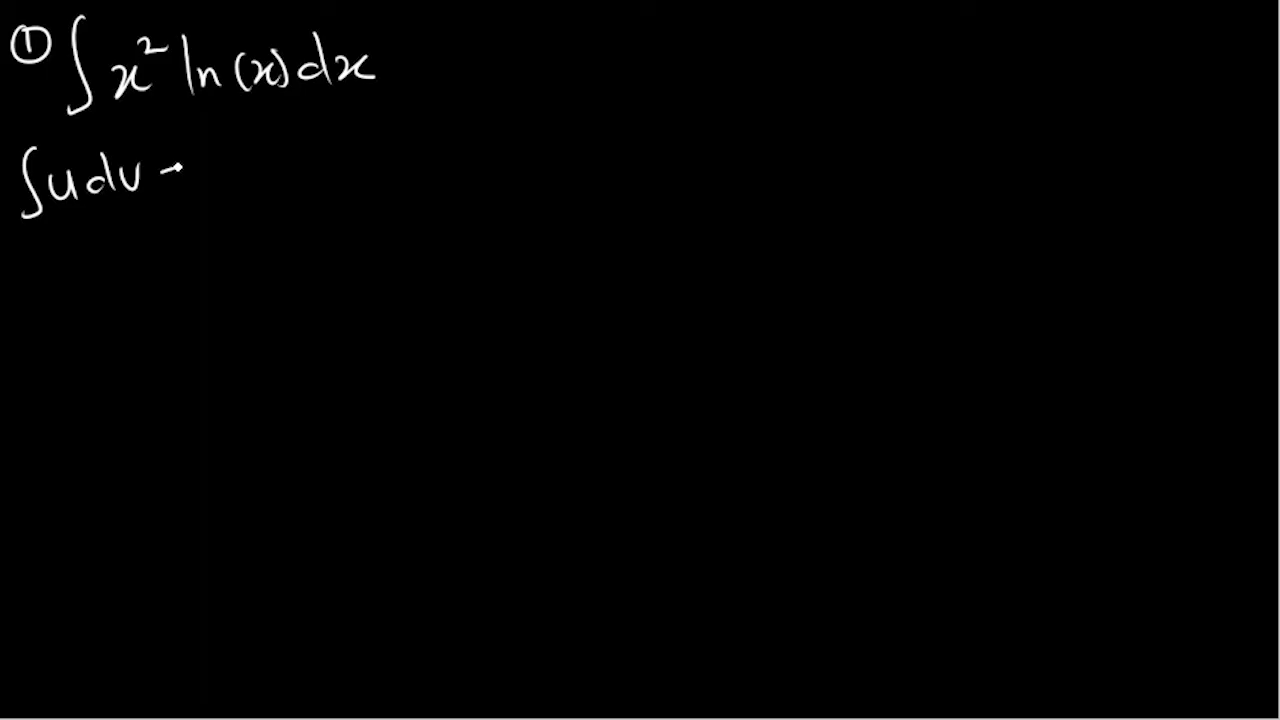 ① ∫ x² ln(x) dx
∫ u dv -